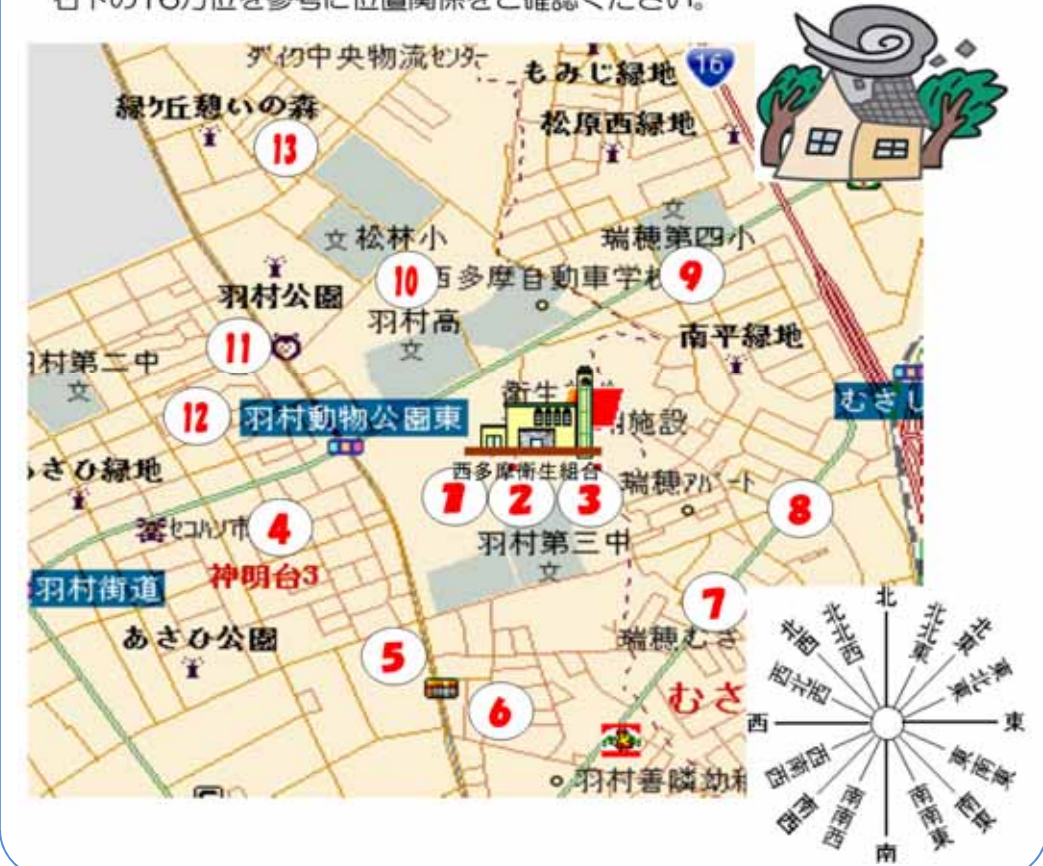 右下の16方位を参考に位置関係をご確認ください。
ダイワ中央物流センター
もみじ緑地
16
緑ケ丘憩いの森
松原西緑地
13
文
文 松林小
瑞穂第四小
10
西多摩自動車学校
9
羽村公園
羽村高
文
南平緑地
11
羽村第二中
文
衛生
施設
むさし
12
羽村動物公園東
あさひ緑地
西多摩衛生組合
1
2
3
瑞穂アパート
8
セコハン市
4
羽村第三中
文
神明台3
羽村街道
7
あさひ公園
瑞穂むさ
5
6
むさ
羽村善隣幼稚
北
北北西
北北東
北西
北東
西北西
東北東
西
東
西南西
東南東
南西
南東
南南西
南南東
南